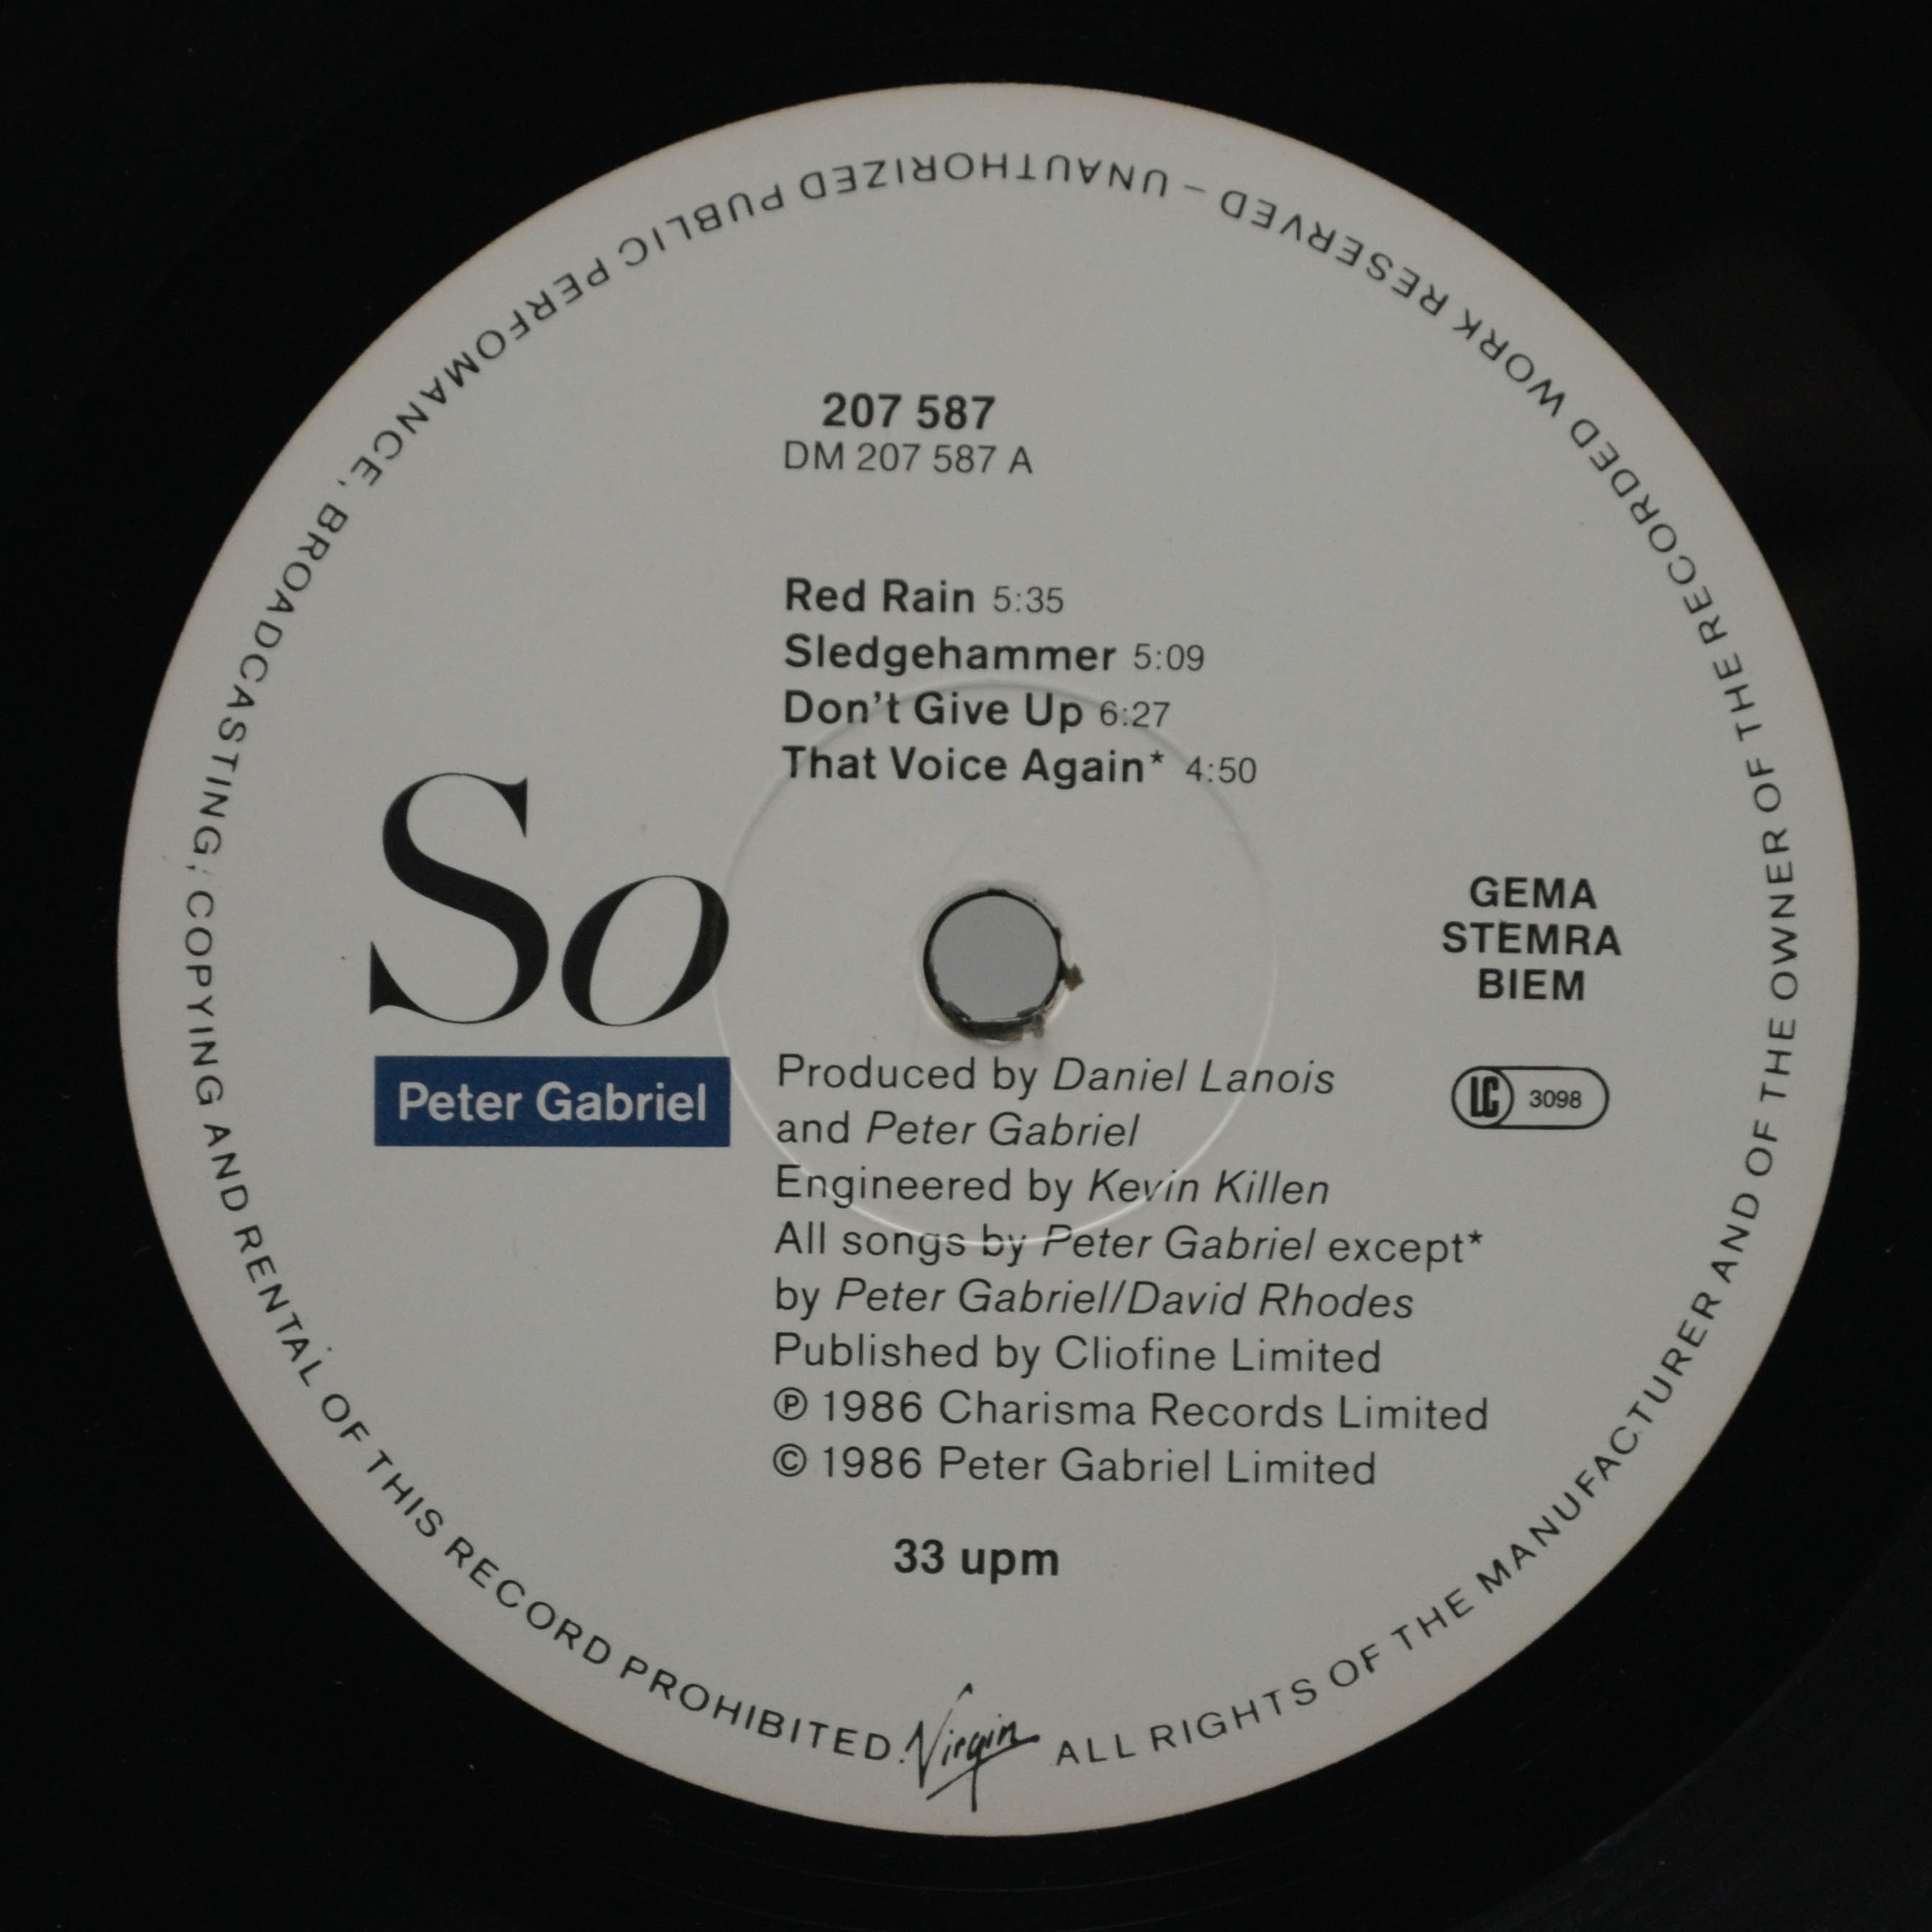 207 587
DM 207 587 A
Red Rain 5:35
Sledgehammer 5:09
Don't Give Up 6:27
That Voice Again* 4:50
So
Peter Gabriel
GEMA
STEMRA
BIEM
LC 3098
Produced by Daniel Lanois
and Peter Gabriel
Engineered by Kevin Killen
All songs by Peter Gabriel except*
by Peter Gabriel/David Rhodes
Published by Cliofine Limited
℗ 1986 Charisma Records Limited
© 1986 Peter Gabriel Limited
33 upm
ALL RIGHTS OF THE MANUFACTURER AND OF THE OWNER OF THE RECORDED WORK RESERVED – UNAUTHORIZED PUBLIC PERFOMANCE, BROADCASTING, COPYING AND RENTAL OF THIS RECORD PROHIBITED.
Virgin